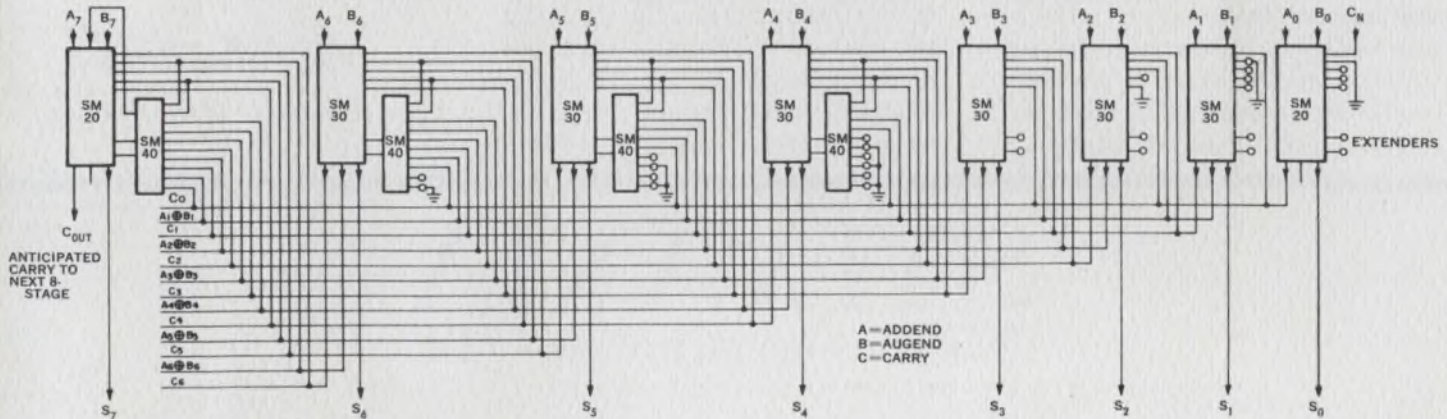 A7 B7 A6 B6 A5 B5 A4 B4 A3 B3 A2 B2 A1 B1 A0 B0 CN
SM 20
SM 30
SM 30
SM 30
SM 30
SM 30
SM 30
SM 20
SM 40
SM 40
SM 40
SM 40
EXTENDERS
COUT
ANTICIPATED
CARRY TO
NEXT 8-
STAGE
C0
A1⊕B1
C1
A2⊕B2
C2
A3⊕B3
C3
A4⊕B4
C4
A5⊕B5
C5
A6⊕B6
C6
A=ADDEND
B=AUGEND
C=CARRY
S7 S6 S5 S4 S3 S2 S1 S0